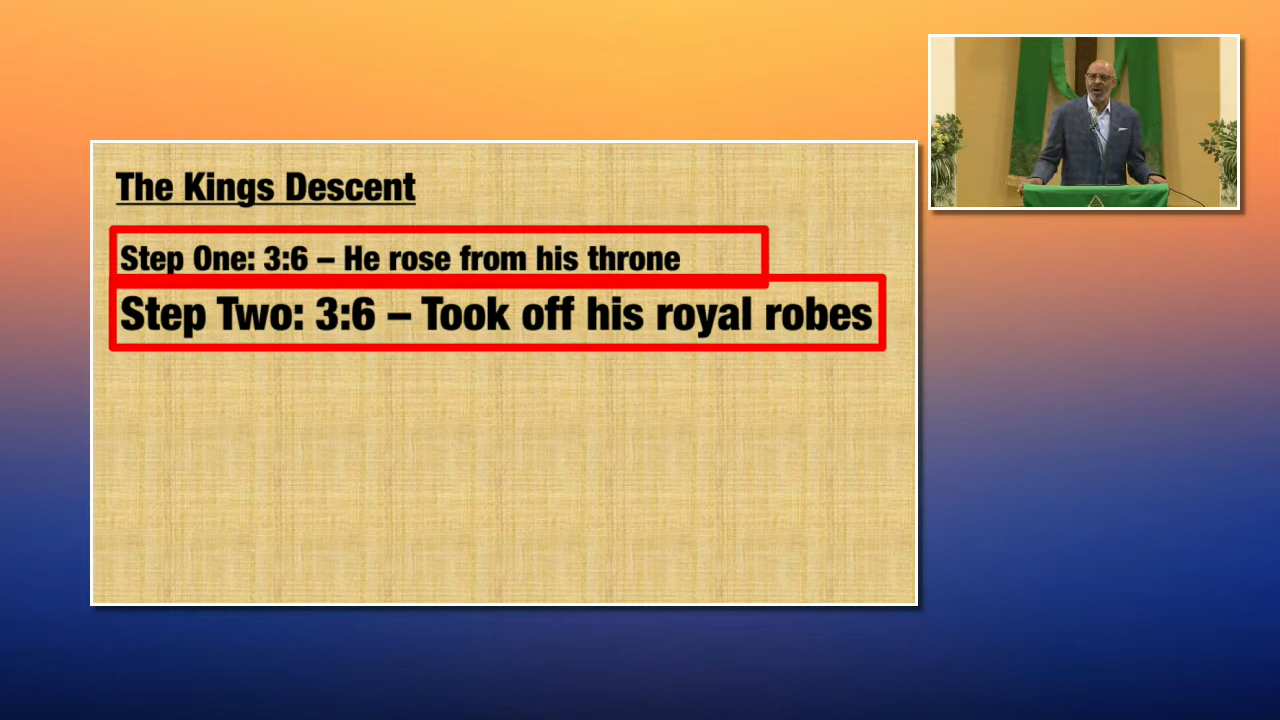 The Kings Descent
Step One: 3:6 – He rose from his throne
Step Two: 3:6 – Took off his royal robes